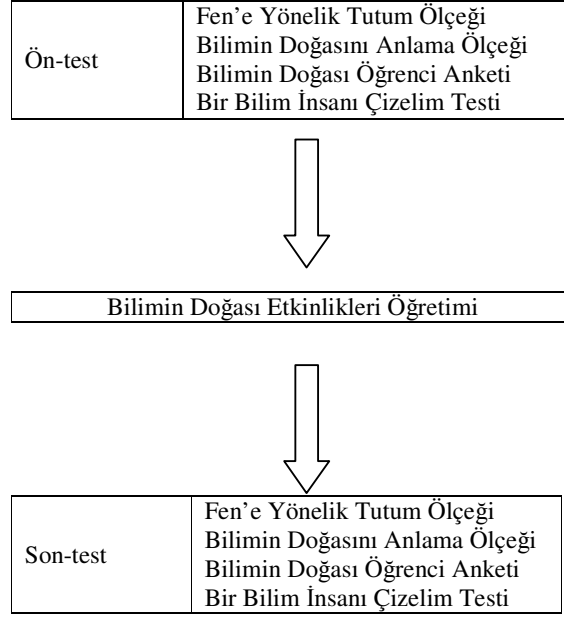 Ön-test
Fen'e Yönelik Tutum Ölçeği
Bilimin Doğasını Anlama Ölçeği
Bilimin Doğası Öğrenci Anketi
Bir Bilim İnsanı Çizelim Testi
Bilimin Doğası Etkinlikleri Öğretimi
Son-test
Fen'e Yönelik Tutum Ölçeği
Bilimin Doğasını Anlama Ölçeği
Bilimin Doğası Öğrenci Anketi
Bir Bilim İnsanı Çizelim Testi